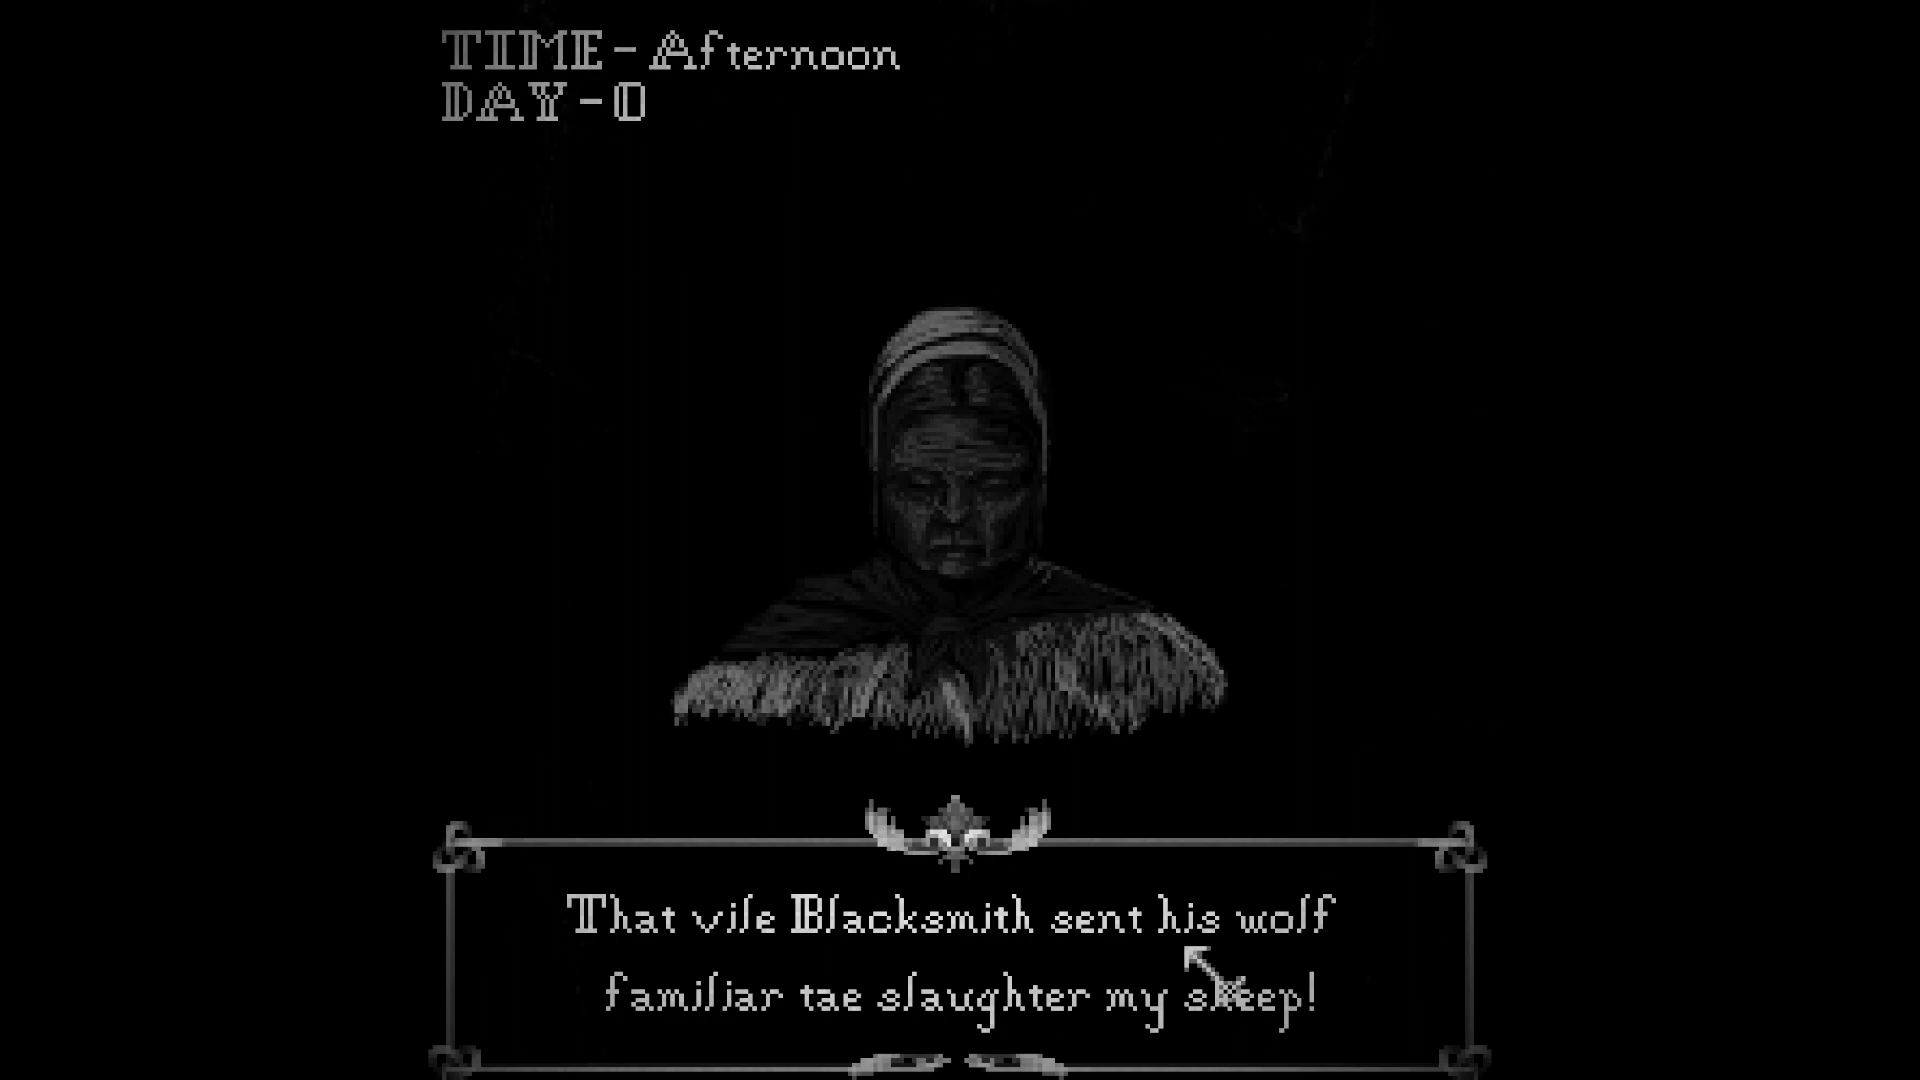 TIME-Afternoon
DAY-0
That vile Blacksmith sent his wolf
familiar tae slaughter my sheep!